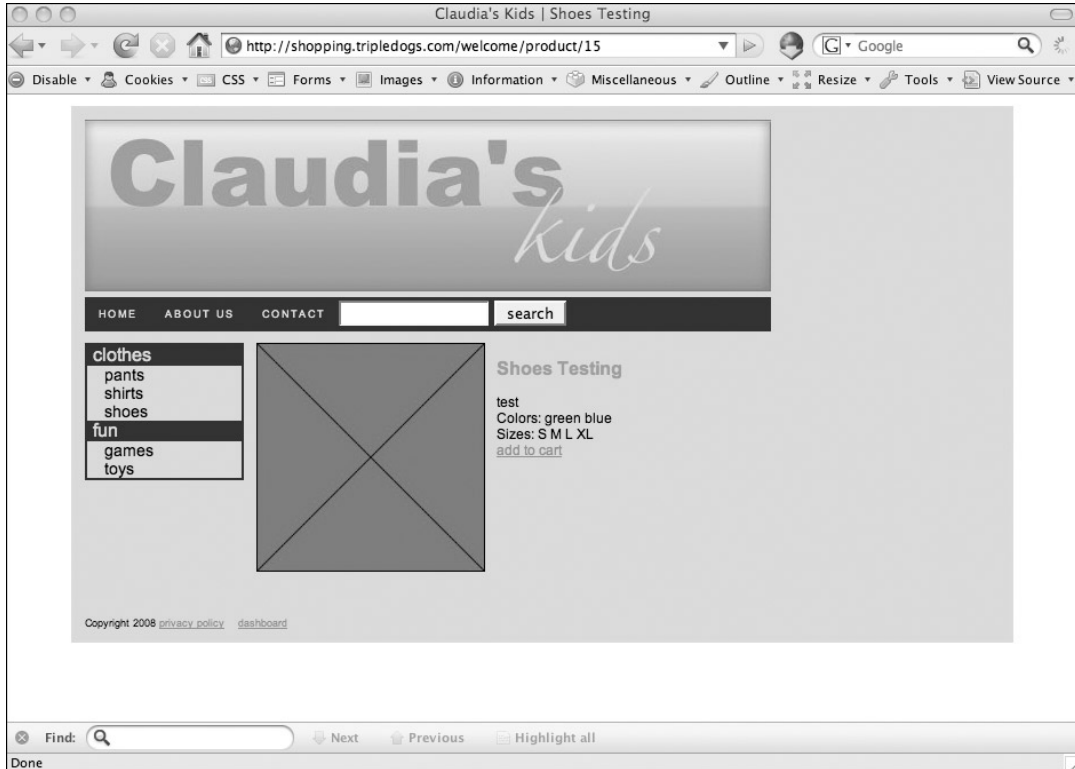 Claudia's Kids | Shoes Testing
http://shopping.tripledogs.com/welcome/product/15
G Google
Disable Cookies CSS Forms Images Information Miscellaneous Outline Resize Tools View Source
Claudia's
kids
HOME ABOUT US CONTACT search
clothes
pants
shirts
shoes
fun
games
toys
Shoes Testing
test
Colors: green blue
Sizes: S M L XL
add to cart
Copyright 2008 privacy policy dashboard
Find: Next Previous Highlight all
Done